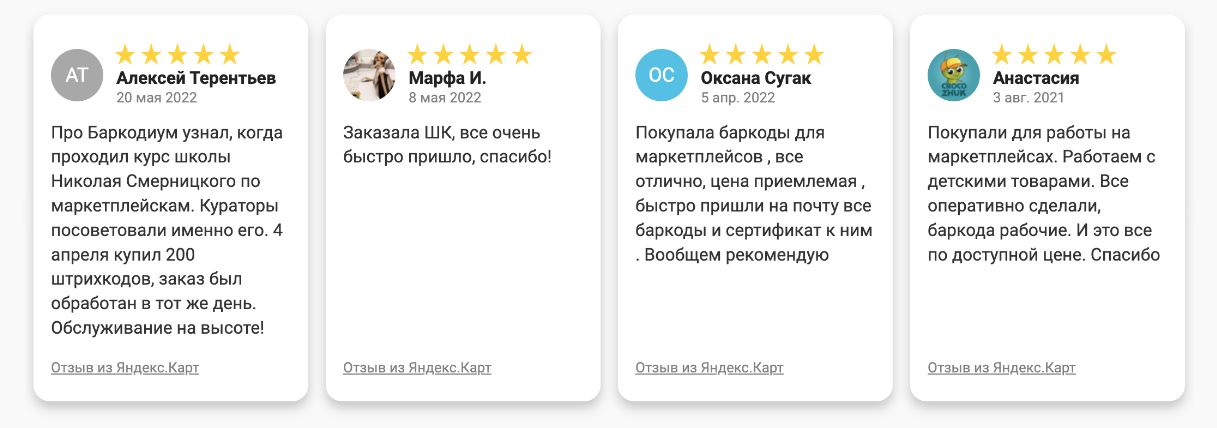 АТ
Алексей Терентьев
20 мая 2022
Про Баркодиум узнал, когда
проходил курс школы
Николая Смерницкого по
маркетплейскам. Кураторы
посоветовали именно его. 4
апреля купил 200
штрихкодов, заказ был
обработан в тот же день.
Обслуживание на высоте!
Отзыв из Яндекс.Карт
Марфа И.
8 мая 2022
Заказала ШК, все очень
быстро пришло, спасибо!
Отзыв из Яндекс.Карт
ОС
Оксана Сугак
5 апр. 2022
Покупала баркоды для
маркетплейсов , все
отлично, цена приемлемая ,
быстро пришли на почту все
баркоды и сертификат к ним
. Вообщем рекомендую
Отзыв из Яндекс.Карт
CROCO
ZHUK
Анастасия
3 авг. 2021
Покупали для работы на
маркетплейсах. Работаем с
детскими товарами. Все
оперативно сделали,
баркода рабочие. И это все
по доступной цене. Спасибо
Отзыв из Яндекс.Карт